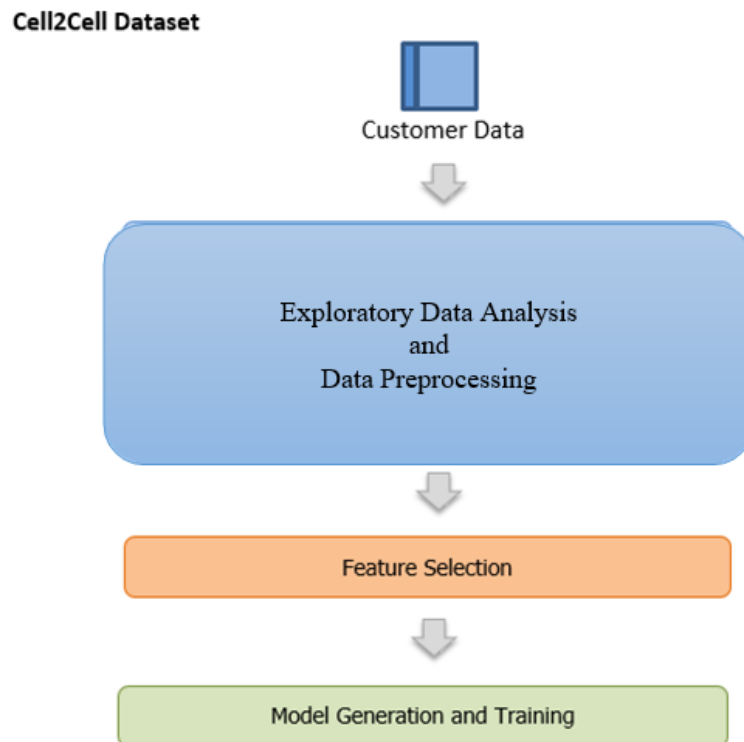 Cell2Cell Dataset
Customer Data
Exploratory Data Analysis
and
Data Preprocessing
Feature Selection
Model Generation and Training